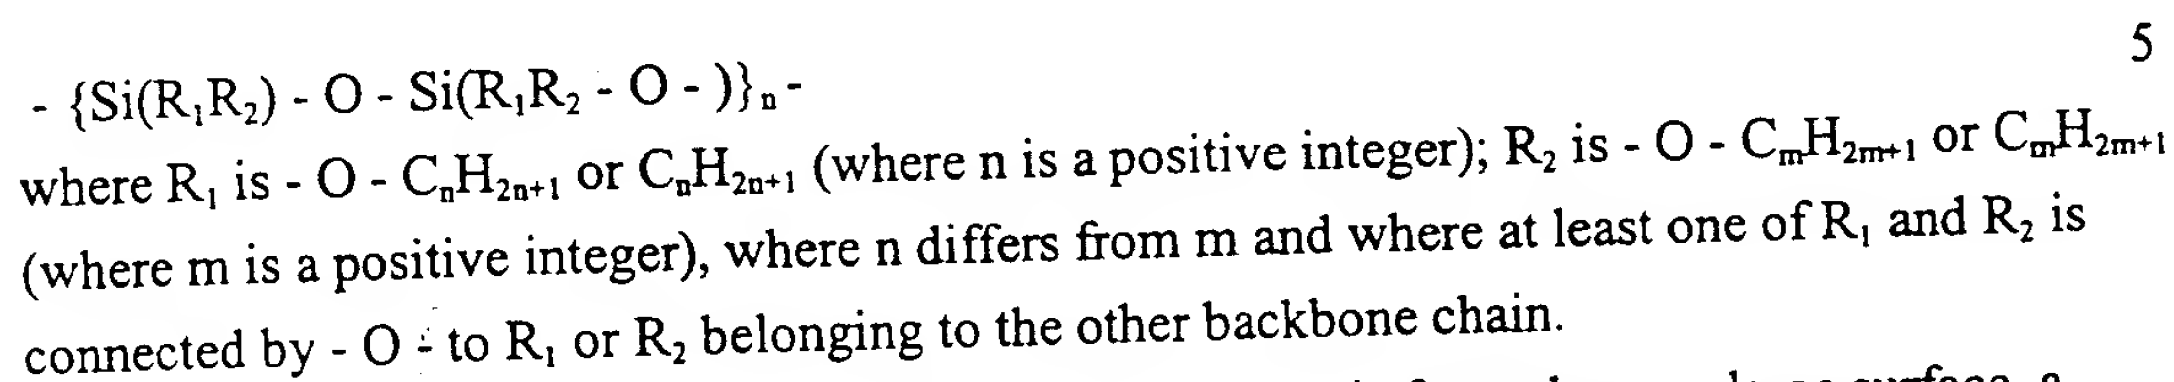 5
- {Si(R₁R₂) - O - Si(R₁R₂ - O - )}ₙ -
where R₁ is - O - CₙH₂ₙ₊₁ or CₙH₂ₙ₊₁ (where n is a positive integer); R₂ is - O - CₘH₂ₘ₊₁ or CₘH₂ₘ₊₁
(where m is a positive integer), where n differs from m and where at least one of R₁ and R₂ is
connected by - O - to R₁ or R₂ belonging to the other backbone chain.
surface, a